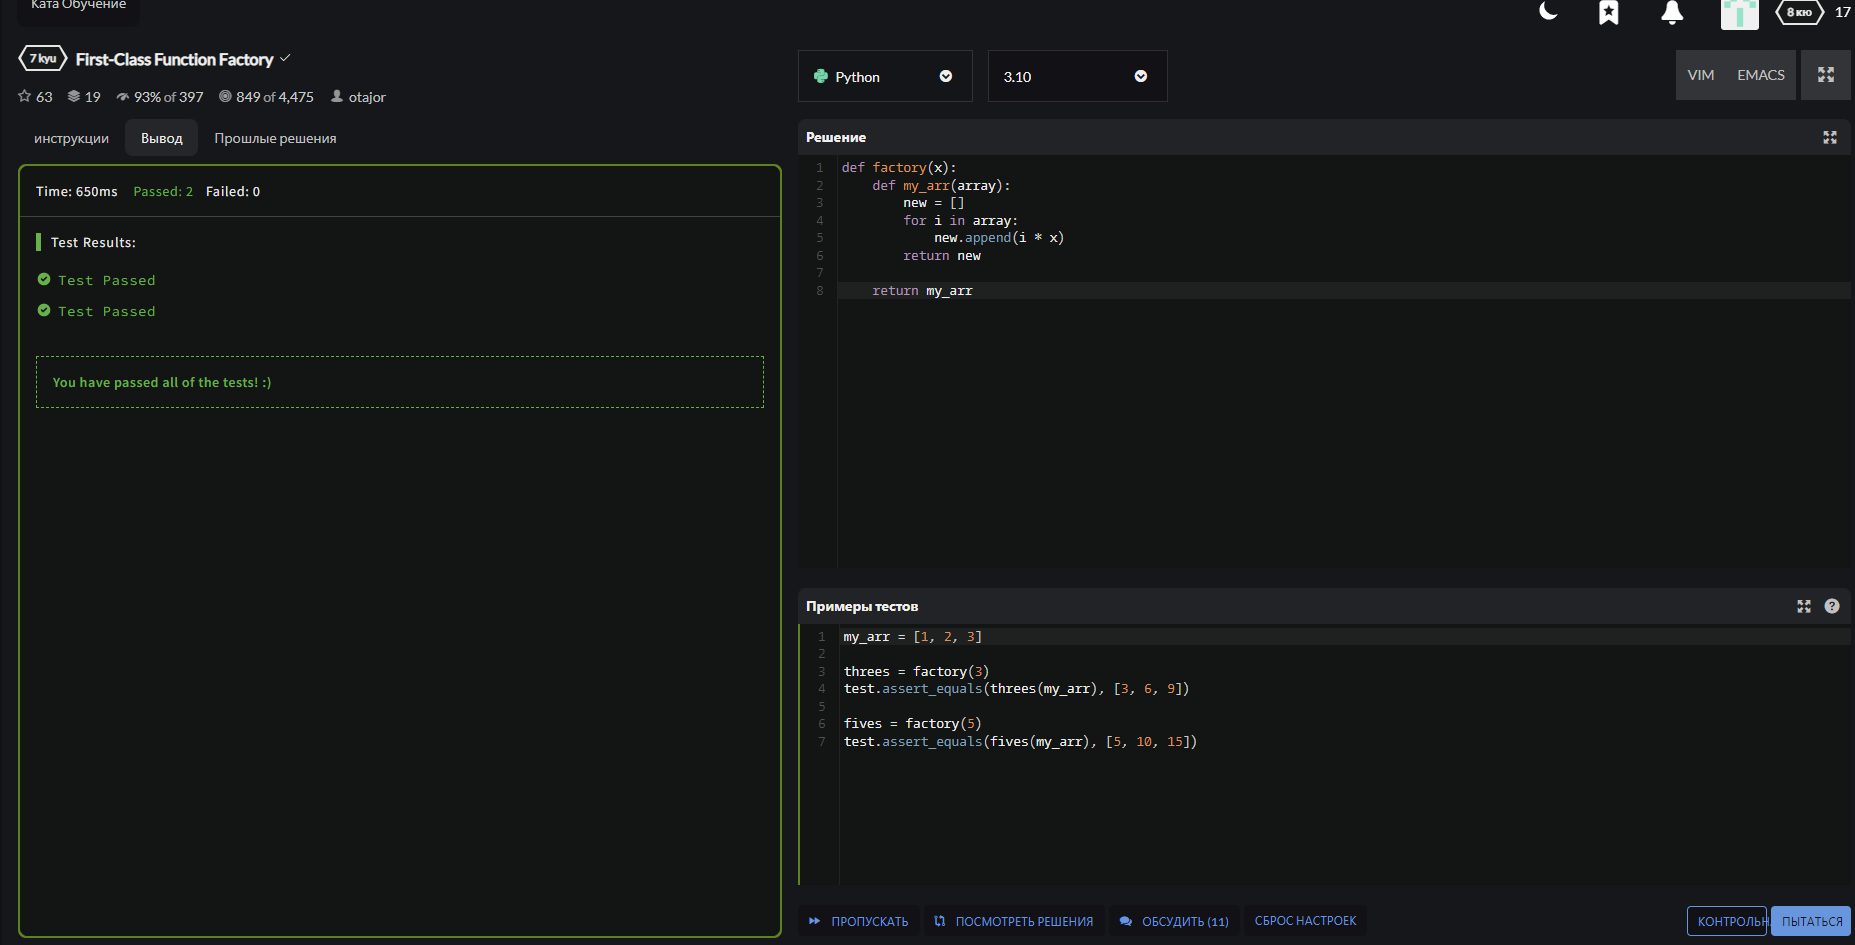 Ката Обучение
8 кю 17
7 kyu First-Class Function Factory
63 19 93% of 397 849 of 4,475 otajor
инструкции Вывод Прошлые решения
Time: 650ms Passed: 2 Failed: 0
Test Results:
Test Passed
Test Passed
You have passed all of the tests! :)
Python 3.10
VIM EMACS
Решение
1 def factory(x):
2     def my_arr(array):
3         new = []
4         for i in array:
5             new.append(i * x)
6         return new
7
8     return my_arr
Примеры тестов
1 my_arr = [1, 2, 3]
2
3 threes = factory(3)
4 test.assert_equals(threes(my_arr), [3, 6, 9])
5
6 fives = factory(5)
7 test.assert_equals(fives(my_arr), [5, 10, 15])
ПРОПУСКАТЬ ПОСМОТРЕТЬ РЕШЕНИЯ ОБСУДИТЬ (11) СБРОС НАСТРОЕК КОНТРОЛЬН ПЫТАТЬСЯ